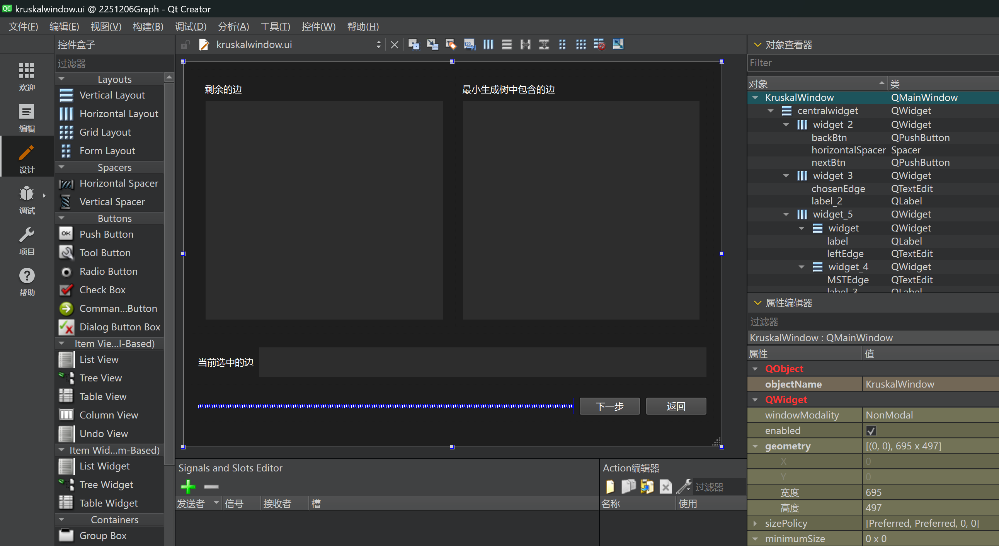 kruskalwindow.ui @ 2251206Graph - Qt Creator
文件(F) 编辑(E) 视图(V) 构建(B) 调试(D) 分析(A) 工具(T) 控件(W) 帮助(H)
欢迎
编辑
设计
调试
项目
帮助
控件盒子
过滤器
Layouts
Vertical Layout
Horizontal Layout
Grid Layout
Form Layout
Spacers
Horizontal Spacer
Vertical Spacer
Buttons
OK Push Button
Tool Button
Radio Button
Check Box
Comman...Button
Dialog Button Box
Item Vie...l-Based)
List View
Tree View
Table View
Column View
Undo View
Item Wid...m-Based)
List Widget
Tree Widget
Table Widget
Containers
Group Box
kruskalwindow.ui
剩余的边
最小生成树中包含的边
当前选中的边
下一步 返回
Signals and Slots Editor
发送者 信号 接收者 槽
Action编辑器
过滤器
名称 使用
对象查看器
Filter
对象 类
KruskalWindow QMainWindow
centralwidget QWidget
widget_2 QWidget
backBtn QPushButton
horizontalSpacer Spacer
nextBtn QPushButton
widget_3 QWidget
chosenEdge QTextEdit
label_2 QLabel
widget_5 QWidget
widget QWidget
label QLabel
leftEdge QTextEdit
widget_4 QWidget
MSTEdge QTextEdit
label_3 QLabel
属性编辑器
过滤器
KruskalWindow : QMainWindow
属性 值
QObject
objectName KruskalWindow
QWidget
windowModality NonModal
enabled
geometry [(0, 0), 695 x 497]
X 0
Y 0
宽度 695
高度 497
sizePolicy [Preferred, Preferred, 0, 0]
minimumSize 0 x 0